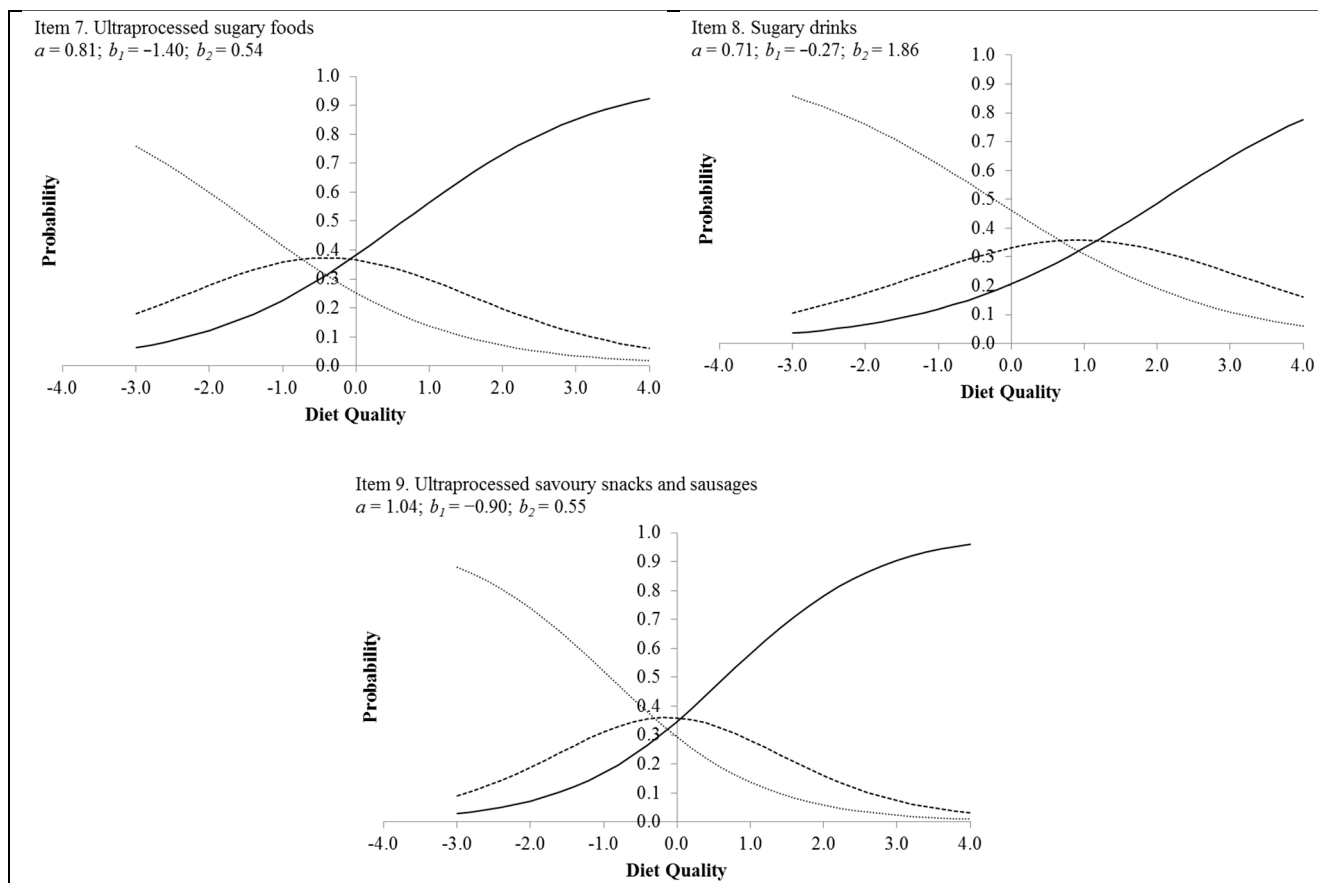 Item 7. Ultraprocessed sugary foods
a = 0.81; b1 = −1.40; b2 = 0.54
1.0
0.9
0.8
0.7
0.6
0.5
0.4
0.3
0.2
0.1
0.0
Probability
-4.0 -3.0 -2.0 -1.0 0.0 1.0 2.0 3.0 4.0
Diet Quality
Item 8. Sugary drinks
a = 0.71; b1 = −0.27; b2 = 1.86
1.0
0.9
0.8
0.7
0.6
0.5
0.4
0.3
0.2
0.1
0.0
Probability
-4.0 -3.0 -2.0 -1.0 0.0 1.0 2.0 3.0 4.0
Diet Quality
Item 9. Ultraprocessed savoury snacks and sausages
a = 1.04; b1 = −0.90; b2 = 0.55
1.0
0.9
0.8
0.7
0.6
0.5
0.4
0.3
0.2
0.1
0.0
Probability
-4.0 -3.0 -2.0 -1.0 0.0 1.0 2.0 3.0 4.0
Diet Quality